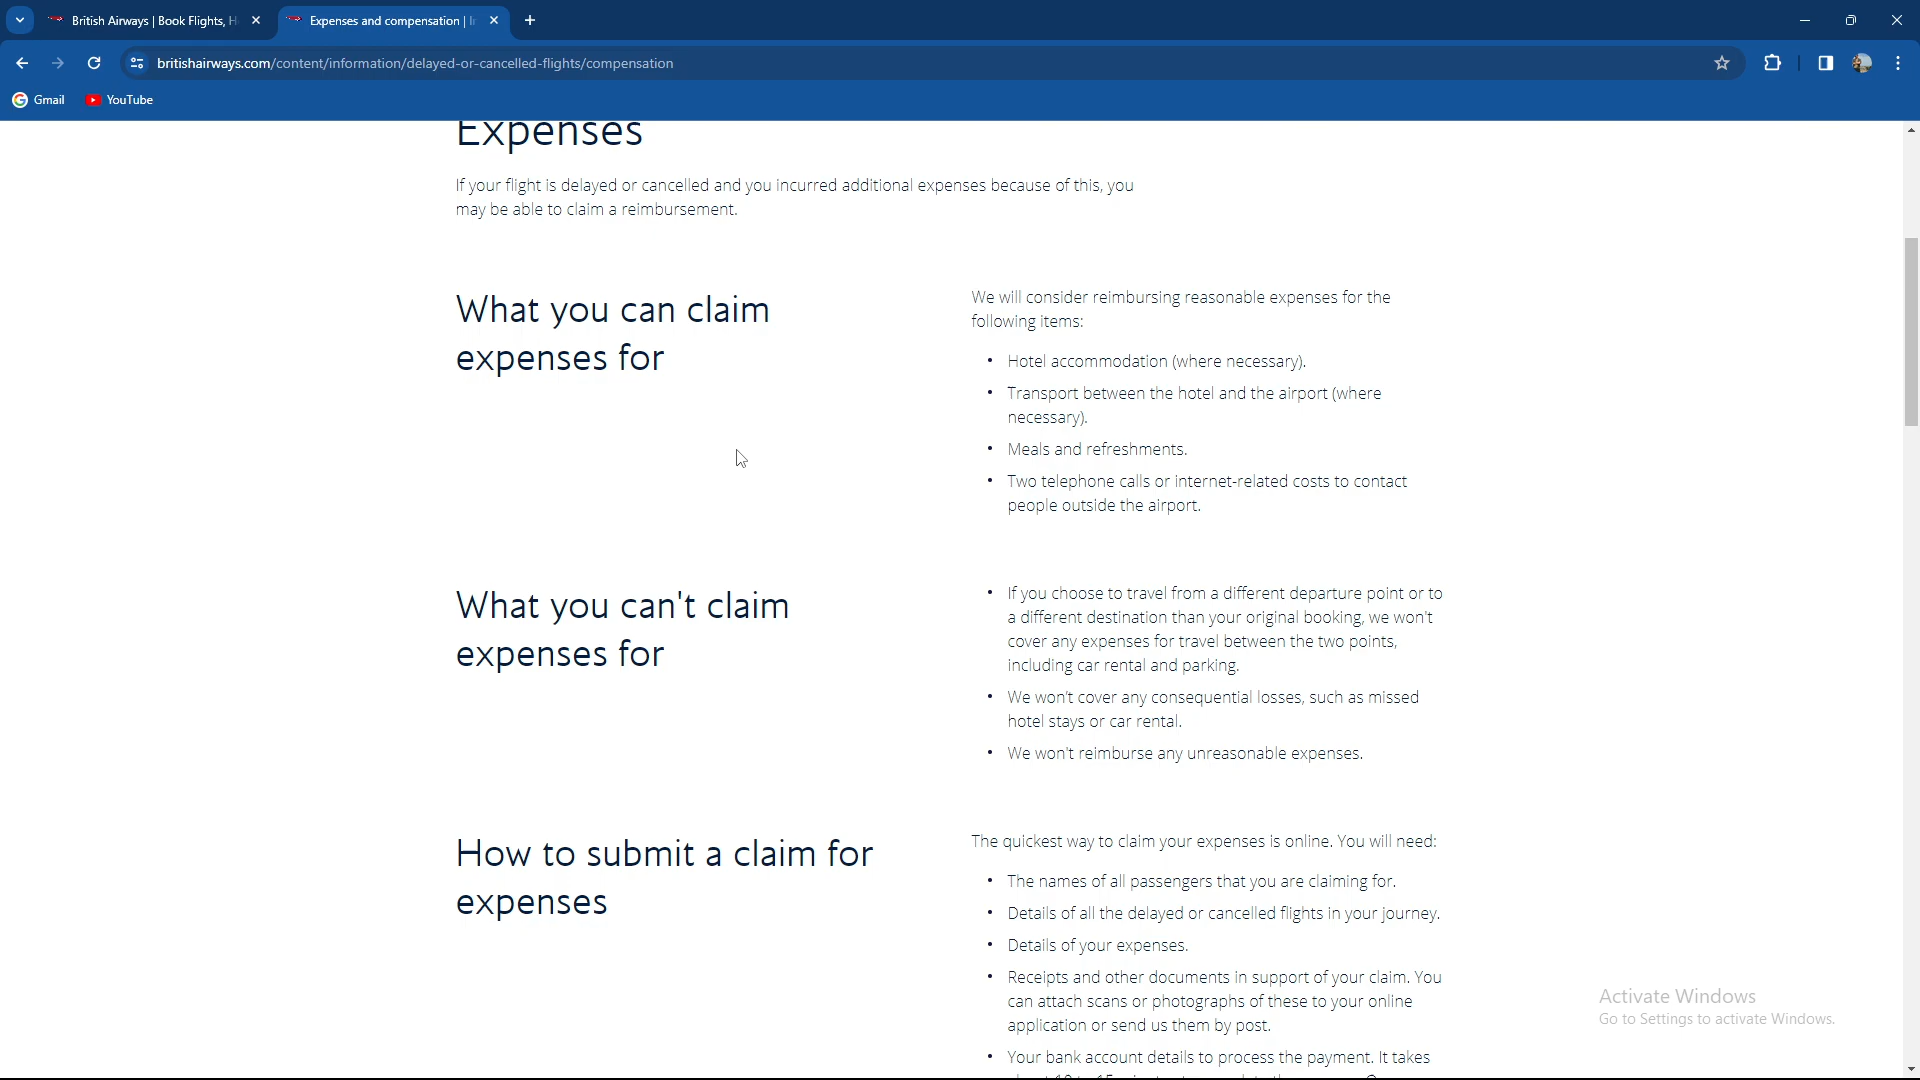 British Airways | Book Flights, H
Expenses and compensation | I
britishairways.com/content/information/delayed-or-cancelled-flights/compensation
Gmail
YouTube
Expenses
If your flight is delayed or cancelled and you incurred additional expenses because of this, you
may be able to claim a reimbursement.
What you can claim
expenses for
We will consider reimbursing reasonable expenses for the
following items:
• Hotel accommodation (where necessary).
• Transport between the hotel and the airport (where
necessary).
• Meals and refreshments.
• Two telephone calls or internet-related costs to contact
people outside the airport.
What you can't claim
expenses for
• If you choose to travel from a different departure point or to
a different destination than your original booking, we won't
cover any expenses for travel between the two points,
including car rental and parking.
• We won't cover any consequential losses, such as missed
hotel stays or car rental.
• We won't reimburse any unreasonable expenses.
How to submit a claim for
expenses
The quickest way to claim your expenses is online. You will need:
• The names of all passengers that you are claiming for.
• Details of all the delayed or cancelled flights in your journey.
• Details of your expenses.
• Receipts and other documents in support of your claim. You
can attach scans or photographs of these to your online
application or send us them by post.
• Your bank account details to process the payment. It takes
Activate Windows
Go to Settings to activate Windows.